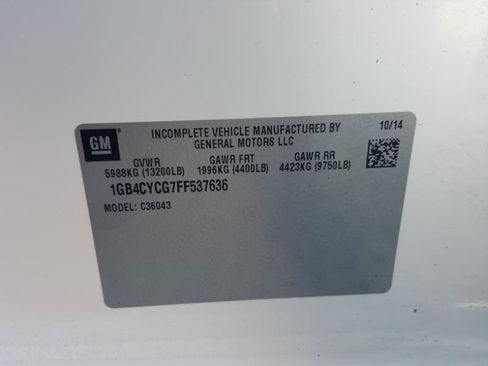 GM
INCOMPLETE VEHICLE MANUFACTURED BY
GENERAL MOTORS LLC
10/14
GVWR GAWR FRT GAWR RR
5988KG (13200LB) 1996KG (4400LB) 4423KG (9750LB)
1GB4CYCG7FF537636
MODEL: C36043